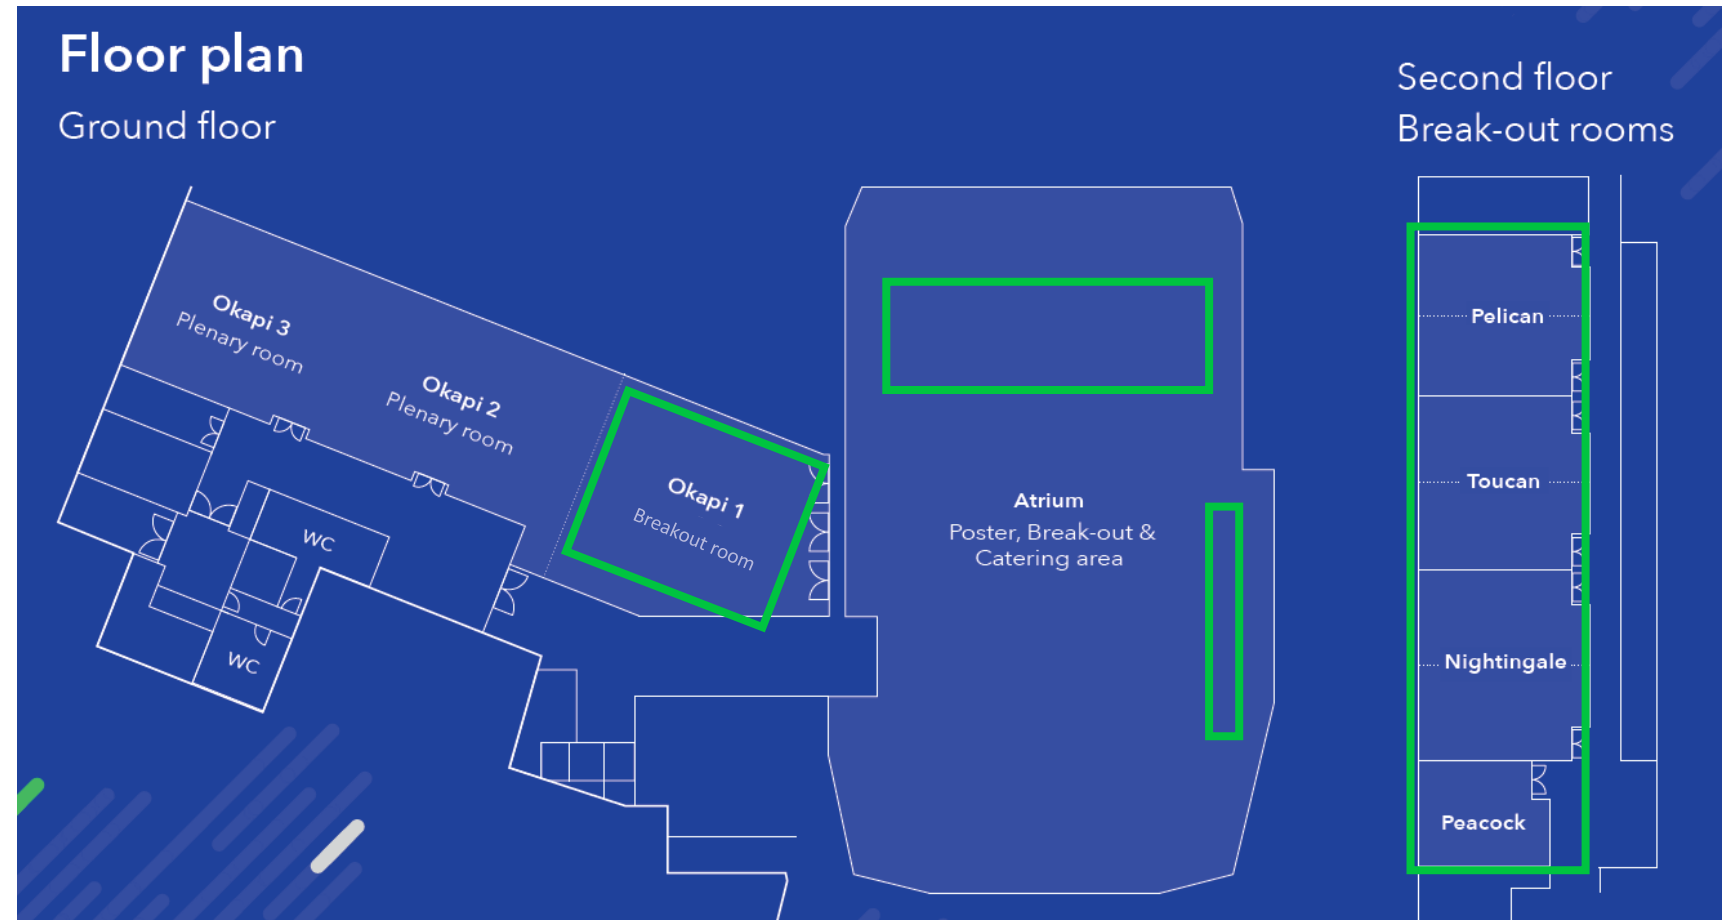 Floor plan
Ground floor
Second floor
Break-out rooms
Okapi 3
Plenary room
Okapi 2
Plenary room
Okapi 1
Breakout room
WC
WC
Atrium
Poster, Break-out &
Catering area
Pelican
Toucan
Nightingale
Peacock